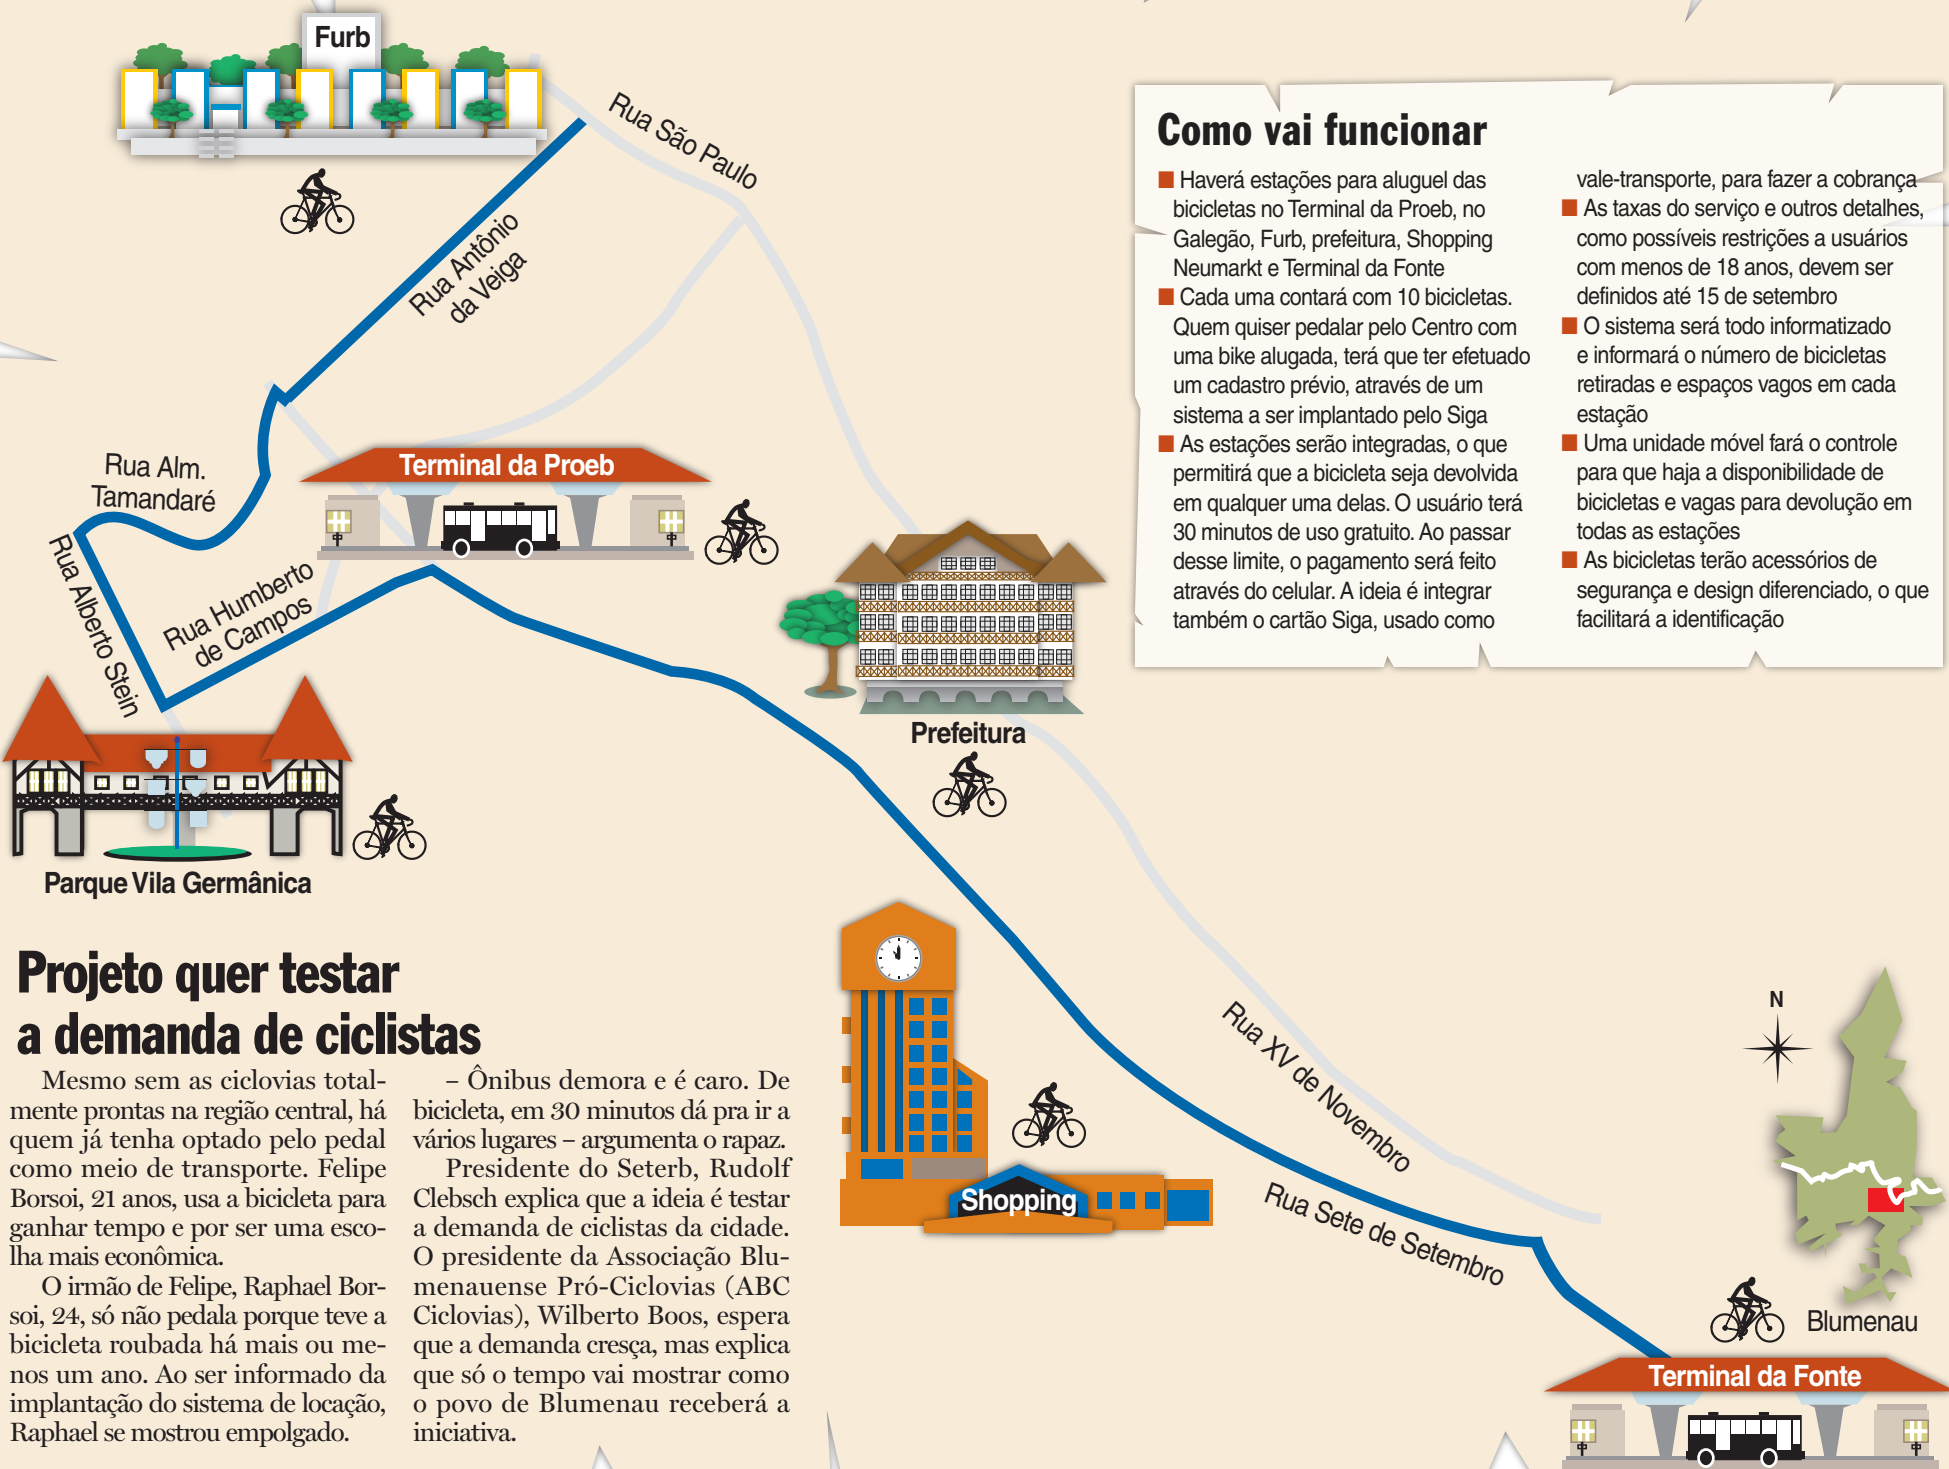 Furb
Rua São Paulo
Rua Antônio
da Veiga
Rua Alm.
Tamandaré
Terminal da Proeb
Rua Alberto Stein
Rua Humberto
de Campos
Parque Vila Germânica
Prefeitura
Shopping
Rua XV de Novembro
Rua Sete de Setembro
Terminal da Fonte
N
Blumenau
Como vai funcionar
Haverá estações para aluguel das
bicicletas no Terminal da Proeb, no
Galegão, Furb, prefeitura, Shopping
Neumarkt e Terminal da Fonte
Cada uma contará com 10 bicicletas.
Quem quiser pedalar pelo Centro com
uma bike alugada, terá que ter efetuado
um cadastro prévio, através de um
sistema a ser implantado pelo Siga
As estações serão integradas, o que
permitirá que a bicicleta seja devolvida
em qualquer uma delas. O usuário terá
30 minutos de uso gratuito. Ao passar
desse limite, o pagamento será feito
através do celular. A ideia é integrar
também o cartão Siga, usado como
vale-transporte, para fazer a cobrança
As taxas do serviço e outros detalhes,
como possíveis restrições a usuários
com menos de 18 anos, devem ser
definidos até 15 de setembro
O sistema será todo informatizado
e informará o número de bicicletas
retiradas e espaços vagos em cada
estação
Uma unidade móvel fará o controle
para que haja a disponibilidade de
bicicletas e vagas para devolução em
todas as estações
As bicicletas terão acessórios de
segurança e design diferenciado, o que
facilitará a identificação
Projeto quer testar
a demanda de ciclistas
Mesmo sem as ciclovias total-
mente prontas na região central, há
quem já tenha optado pelo pedal
como meio de transporte. Felipe
Borsoi, 21 anos, usa a bicicleta para
ganhar tempo e por ser uma esco-
lha mais econômica.
O irmão de Felipe, Raphael Bor-
soi, 24, só não pedala porque teve a
bicicleta roubada há mais ou me-
nos um ano. Ao ser informado da
implantação do sistema de locação,
Raphael se mostrou empolgado.
– Ônibus demora e é caro. De
bicicleta, em 30 minutos dá pra ir a
vários lugares – argumenta o rapaz.
Presidente do Seterb, Rudolf
Clebsch explica que a ideia é testar
a demanda de ciclistas da cidade.
O presidente da Associação Blu-
menauense Pró-Ciclovias (ABC
Ciclovias), Wilberto Boos, espera
que a demanda cresça, mas explica
que só o tempo vai mostrar como
o povo de Blumenau receberá a
iniciativa.